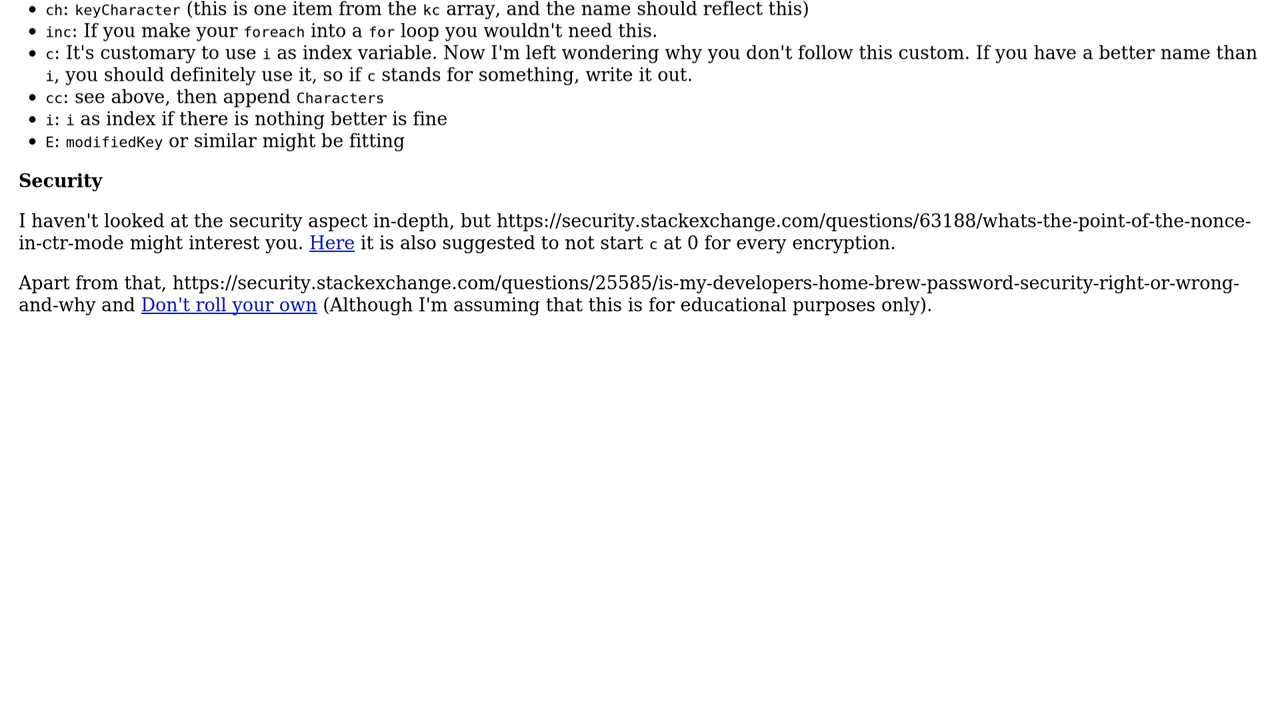 • ch: keyCharacter (this is one item from the kc array, and the name should reflect this)
• inc: If you make your foreach into a for loop you wouldn't need this.
• c: It's customary to use i as index variable. Now I'm left wondering why you don't follow this custom. If you have a better name than
i, you should definitely use it, so if c stands for something, write it out.
• cc: see above, then append Characters
• i: i as index if there is nothing better is fine
• E: modifiedKey or similar might be fitting
Security
I haven't looked at the security aspect in-depth, but https://security.stackexchange.com/questions/63188/whats-the-point-of-the-nonce-
in-ctr-mode might interest you. Here it is also suggested to not start c at 0 for every encryption.
Apart from that, https://security.stackexchange.com/questions/25585/is-my-developers-home-brew-password-security-right-or-wrong-
and-why and Don't roll your own (Although I'm assuming that this is for educational purposes only).